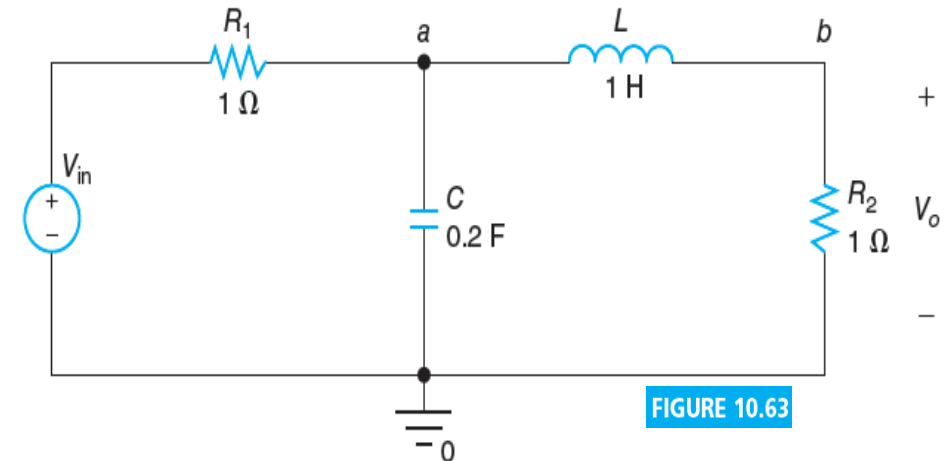 R₁
1 Ω
a
L
1 H
b
+
Vin
+
−
C
0.2 F
R₂
1 Ω
Vₒ
−
FIGURE 10.63
0